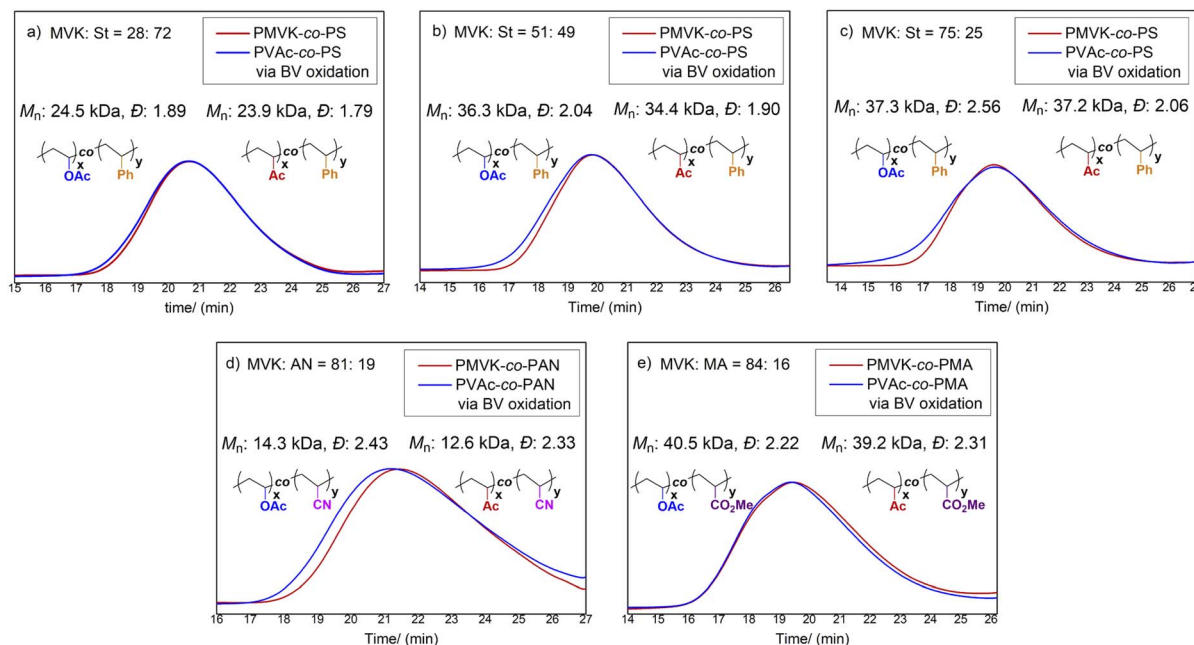 a) MVK: St = 28: 72
PMVK-co-PS
PVAc-co-PS
via BV oxidation
Mn: 24.5 kDa, Đ: 1.89
Mn: 23.9 kDa, Đ: 1.79
x co y
OAc Ph
x co y
Ac Ph
15 16 17 18 19 20 21 22 23 24 25 26 27
time/ (min)
b) MVK: St = 51: 49
PMVK-co-PS
PVAc-co-PS
via BV oxidation
Mn: 36.3 kDa, Đ: 2.04
Mn: 34.4 kDa, Đ: 1.90
x co y
OAc Ph
x co y
Ac Ph
14 15 16 17 18 19 20 21 22 23 24 25 26
Time/ (min)
c) MVK: St = 75: 25
PMVK-co-PS
PVAc-co-PS
via BV oxidation
Mn: 37.3 kDa, Đ: 2.56
Mn: 37.2 kDa, Đ: 2.06
x co y
OAc Ph
x co y
Ac Ph
14 15 16 17 18 19 20 21 22 23 24 25 26
Time/ (min)
d) MVK: AN = 81: 19
PMVK-co-PAN
PVAc-co-PAN
via BV oxidation
Mn: 14.3 kDa, Đ: 2.43
Mn: 12.6 kDa, Đ: 2.33
x co y
OAc CN
x co y
Ac CN
16 17 18 19 20 21 22 23 24 25 26 27
Time/ (min)
e) MVK: MA = 84: 16
PMVK-co-PMA
PVAc-co-PMA
via BV oxidation
Mn: 40.5 kDa, Đ: 2.22
Mn: 39.2 kDa, Đ: 2.31
x co y
OAc CO2Me
x co y
Ac CO2Me
14 15 16 17 18 19 20 21 22 23 24 25 26
Time/ (min)